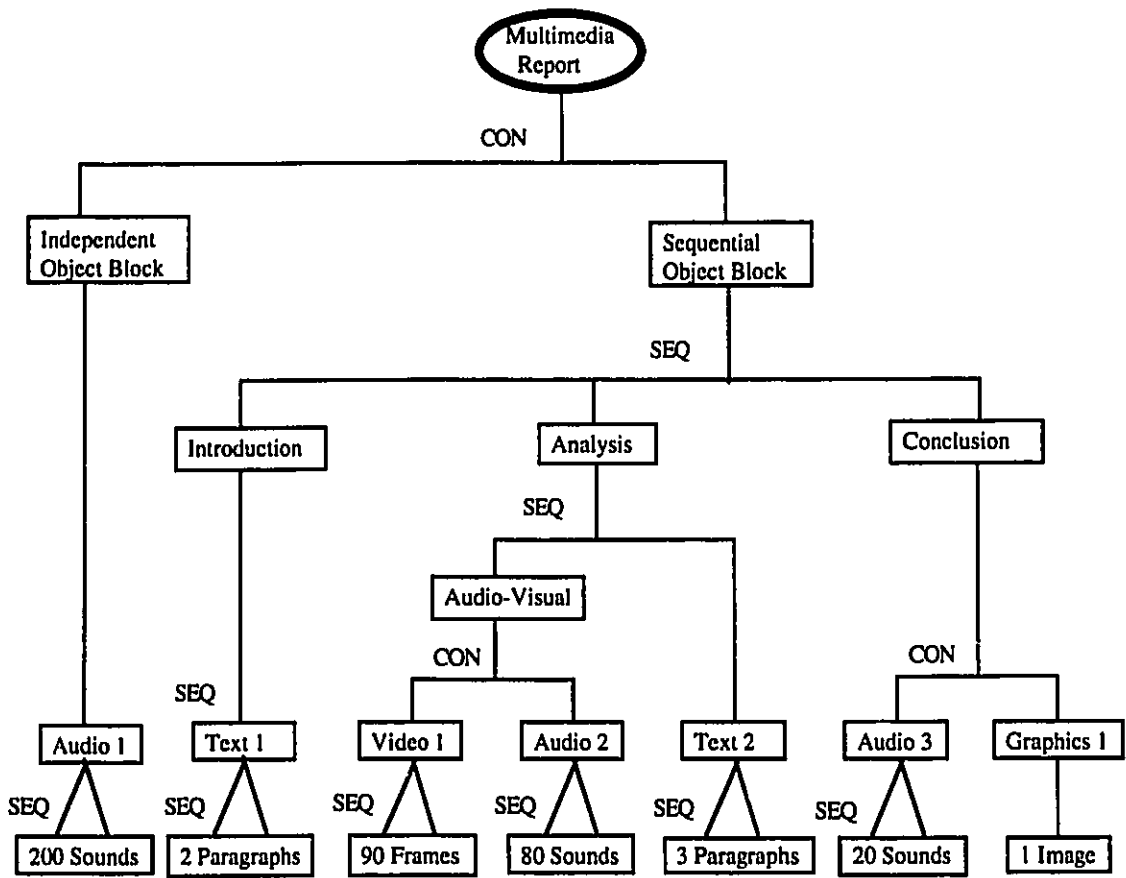 Multimedia
Report
CON
Independent
Object Block
Sequential
Object Block
SEQ
Introduction
Analysis
Conclusion
SEQ
Audio-Visual
CON
CON
SEQ
Audio 1
Text 1
Video 1
Audio 2
Text 2
Audio 3
Graphics 1
SEQ
SEQ
SEQ
SEQ
SEQ
SEQ
200 Sounds
2 Paragraphs
90 Frames
80 Sounds
3 Paragraphs
20 Sounds
1 Image